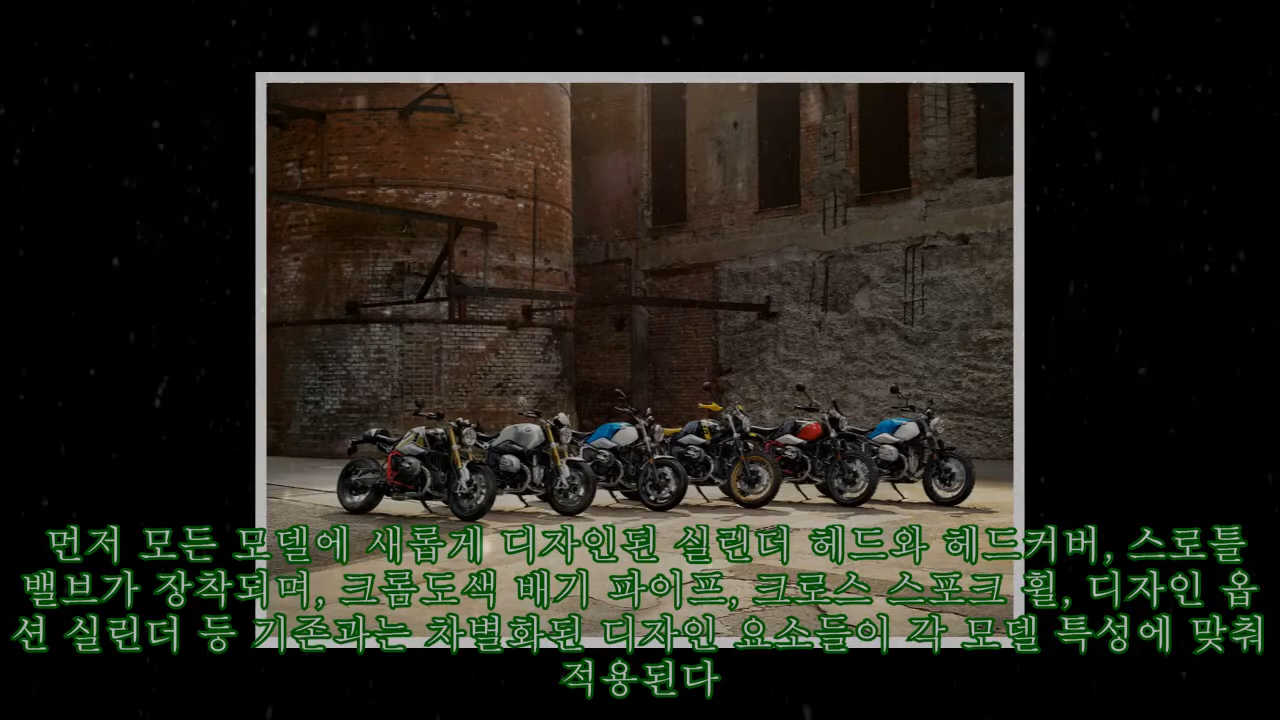 먼저 모든 모델에 새롭게 디자인된 실린더 헤드와 헤드커버, 스로틀
밸브가 장착되며, 크롬도색 배기 파이프, 크로스 스포크 휠, 디자인 옵
션 실린더 등 기존과는 차별화된 디자인 요소들이 각 모델 특성에 맞춰
적용된다